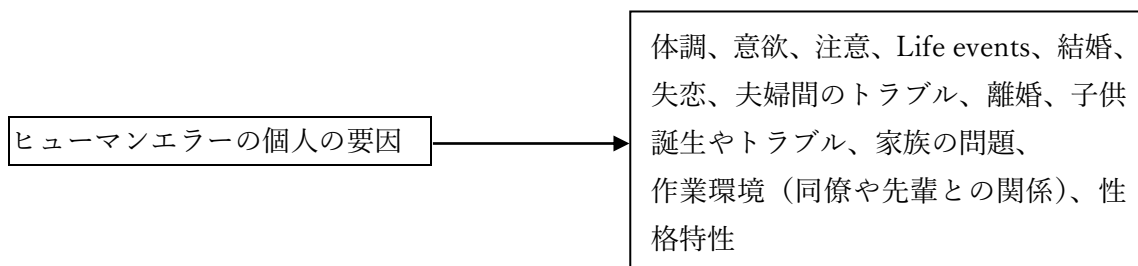 ヒューマンエラーの個人の要因
体調、意欲、注意、Life events、結婚、
失恋、夫婦間のトラブル、離婚、子供
誕生やトラブル、家族の問題、
作業環境（同僚や先輩との関係）、性
格特性